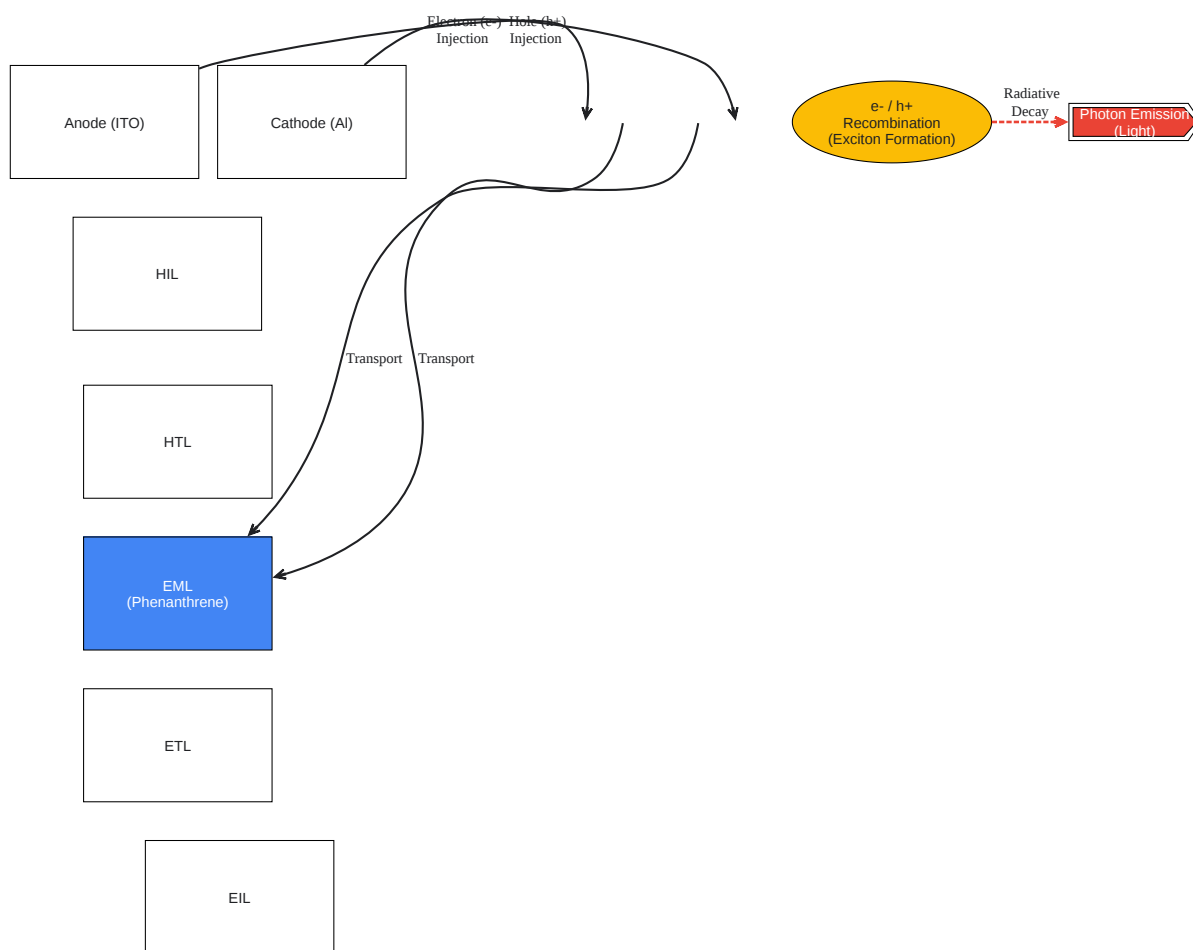 Electron (e-)
Injection
Hole (h+)
Injection
Anode (ITO)
Cathode (Al)
e- / h+
Recombination
(Exciton Formation)
Radiative
Decay
Photon Emission
(Light)
HIL
Transport
Transport
HTL
EML
(Phenanthrene)
ETL
EIL